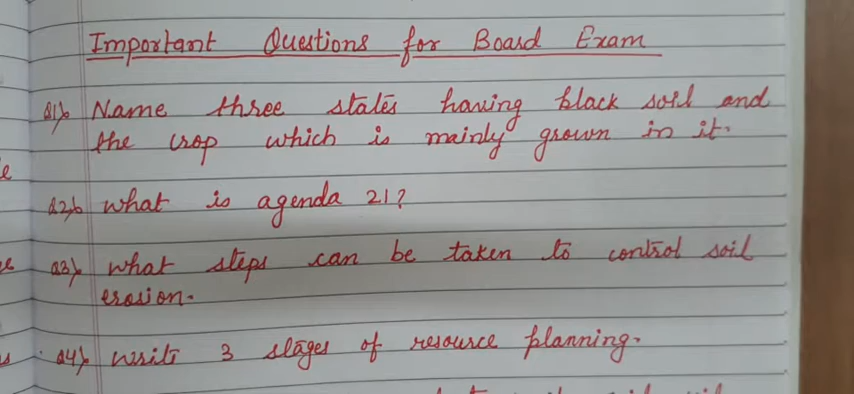 Important Questions for Board Exam
Q1) Name three states having black soil and
the crop which is mainly grown in it.
Q2) what is agenda 21?
Q3) what steps can be taken to control soil
erosion.
Q4) write 3 stages of resource planning.